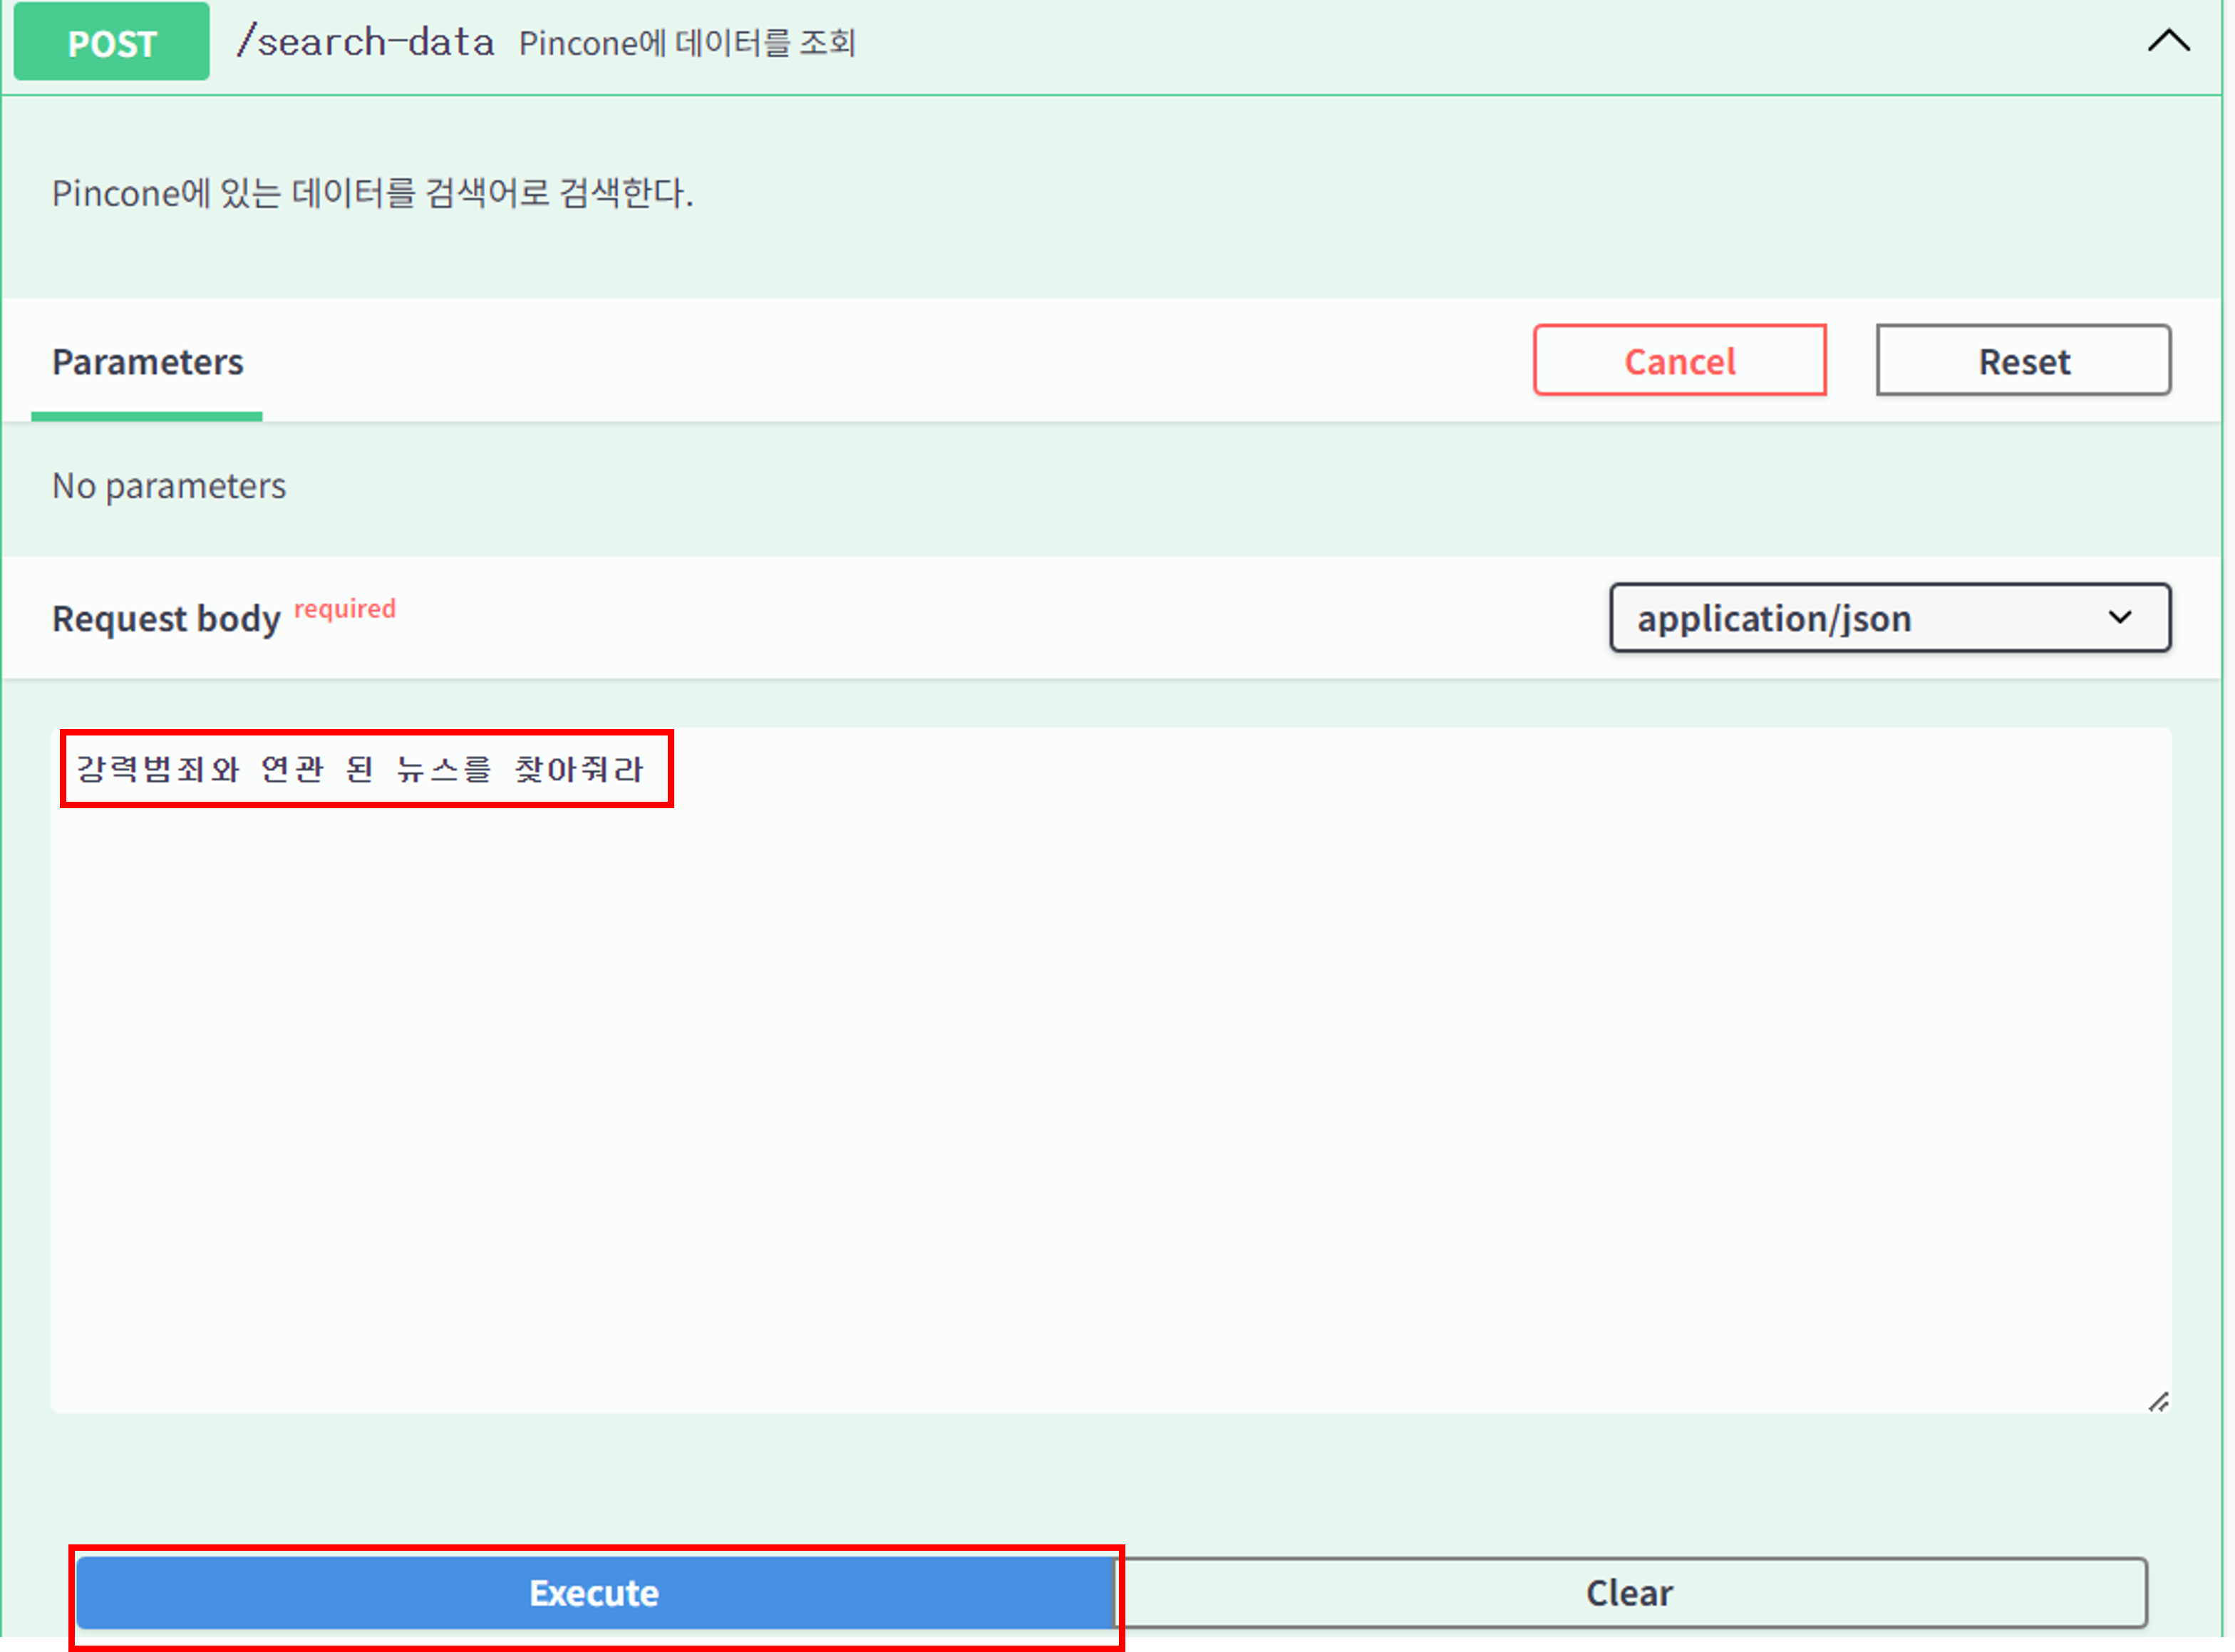 POST /search-data Pincone에 데이터를 조회
Pincone에 있는 데이터를 검색어로 검색한다.
Parameters Cancel Reset
No parameters
Request body required application/json
강력범죄와 연관 된 뉴스를 찾아줘라
Execute Clear